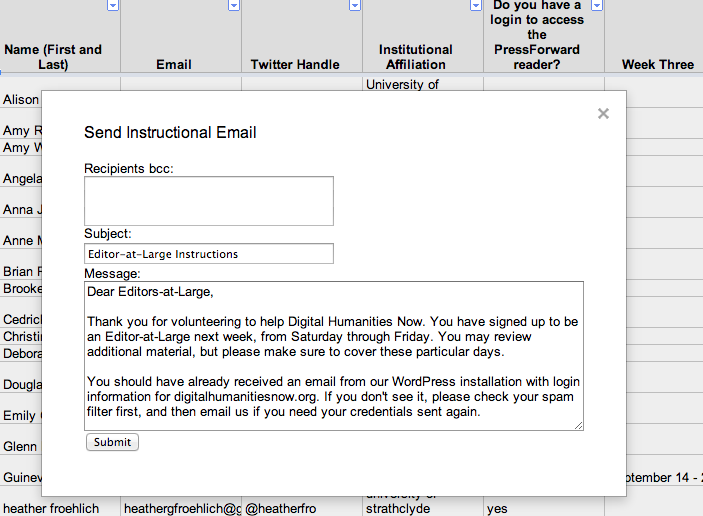 Do you have a
login to access
the
PressForward
reader?
Name (First and
Last)
Email
Twitter Handle
Institutional
Affiliation
Week Three
University of
Alison
Amy R
Amy W
Angela
Anna J
Anne M
Brian F
Brooke
Cedric
Christi
Debora
Dougla
Emily
Glenn
Guinev
Send Instructional Email
×
Recipients bcc:
Subject:
Editor-at-Large Instructions
Message:
Dear Editors-at-Large,
Thank you for volunteering to help Digital Humanities Now. You have signed up to be
an Editor-at-Large next week, from Saturday through Friday. You may review
additional material, but please make sure to cover these particular days.
You should have already received an email from our WordPress installation with login
information for digitalhumanitiesnow.org. If you don't see it, please check your spam
filter first, and then email us if you need your credentials sent again.
Submit
ptember 14 - 2
university of
heather froehlich heathergfroehlich@g @heatherfro strathclyde yes